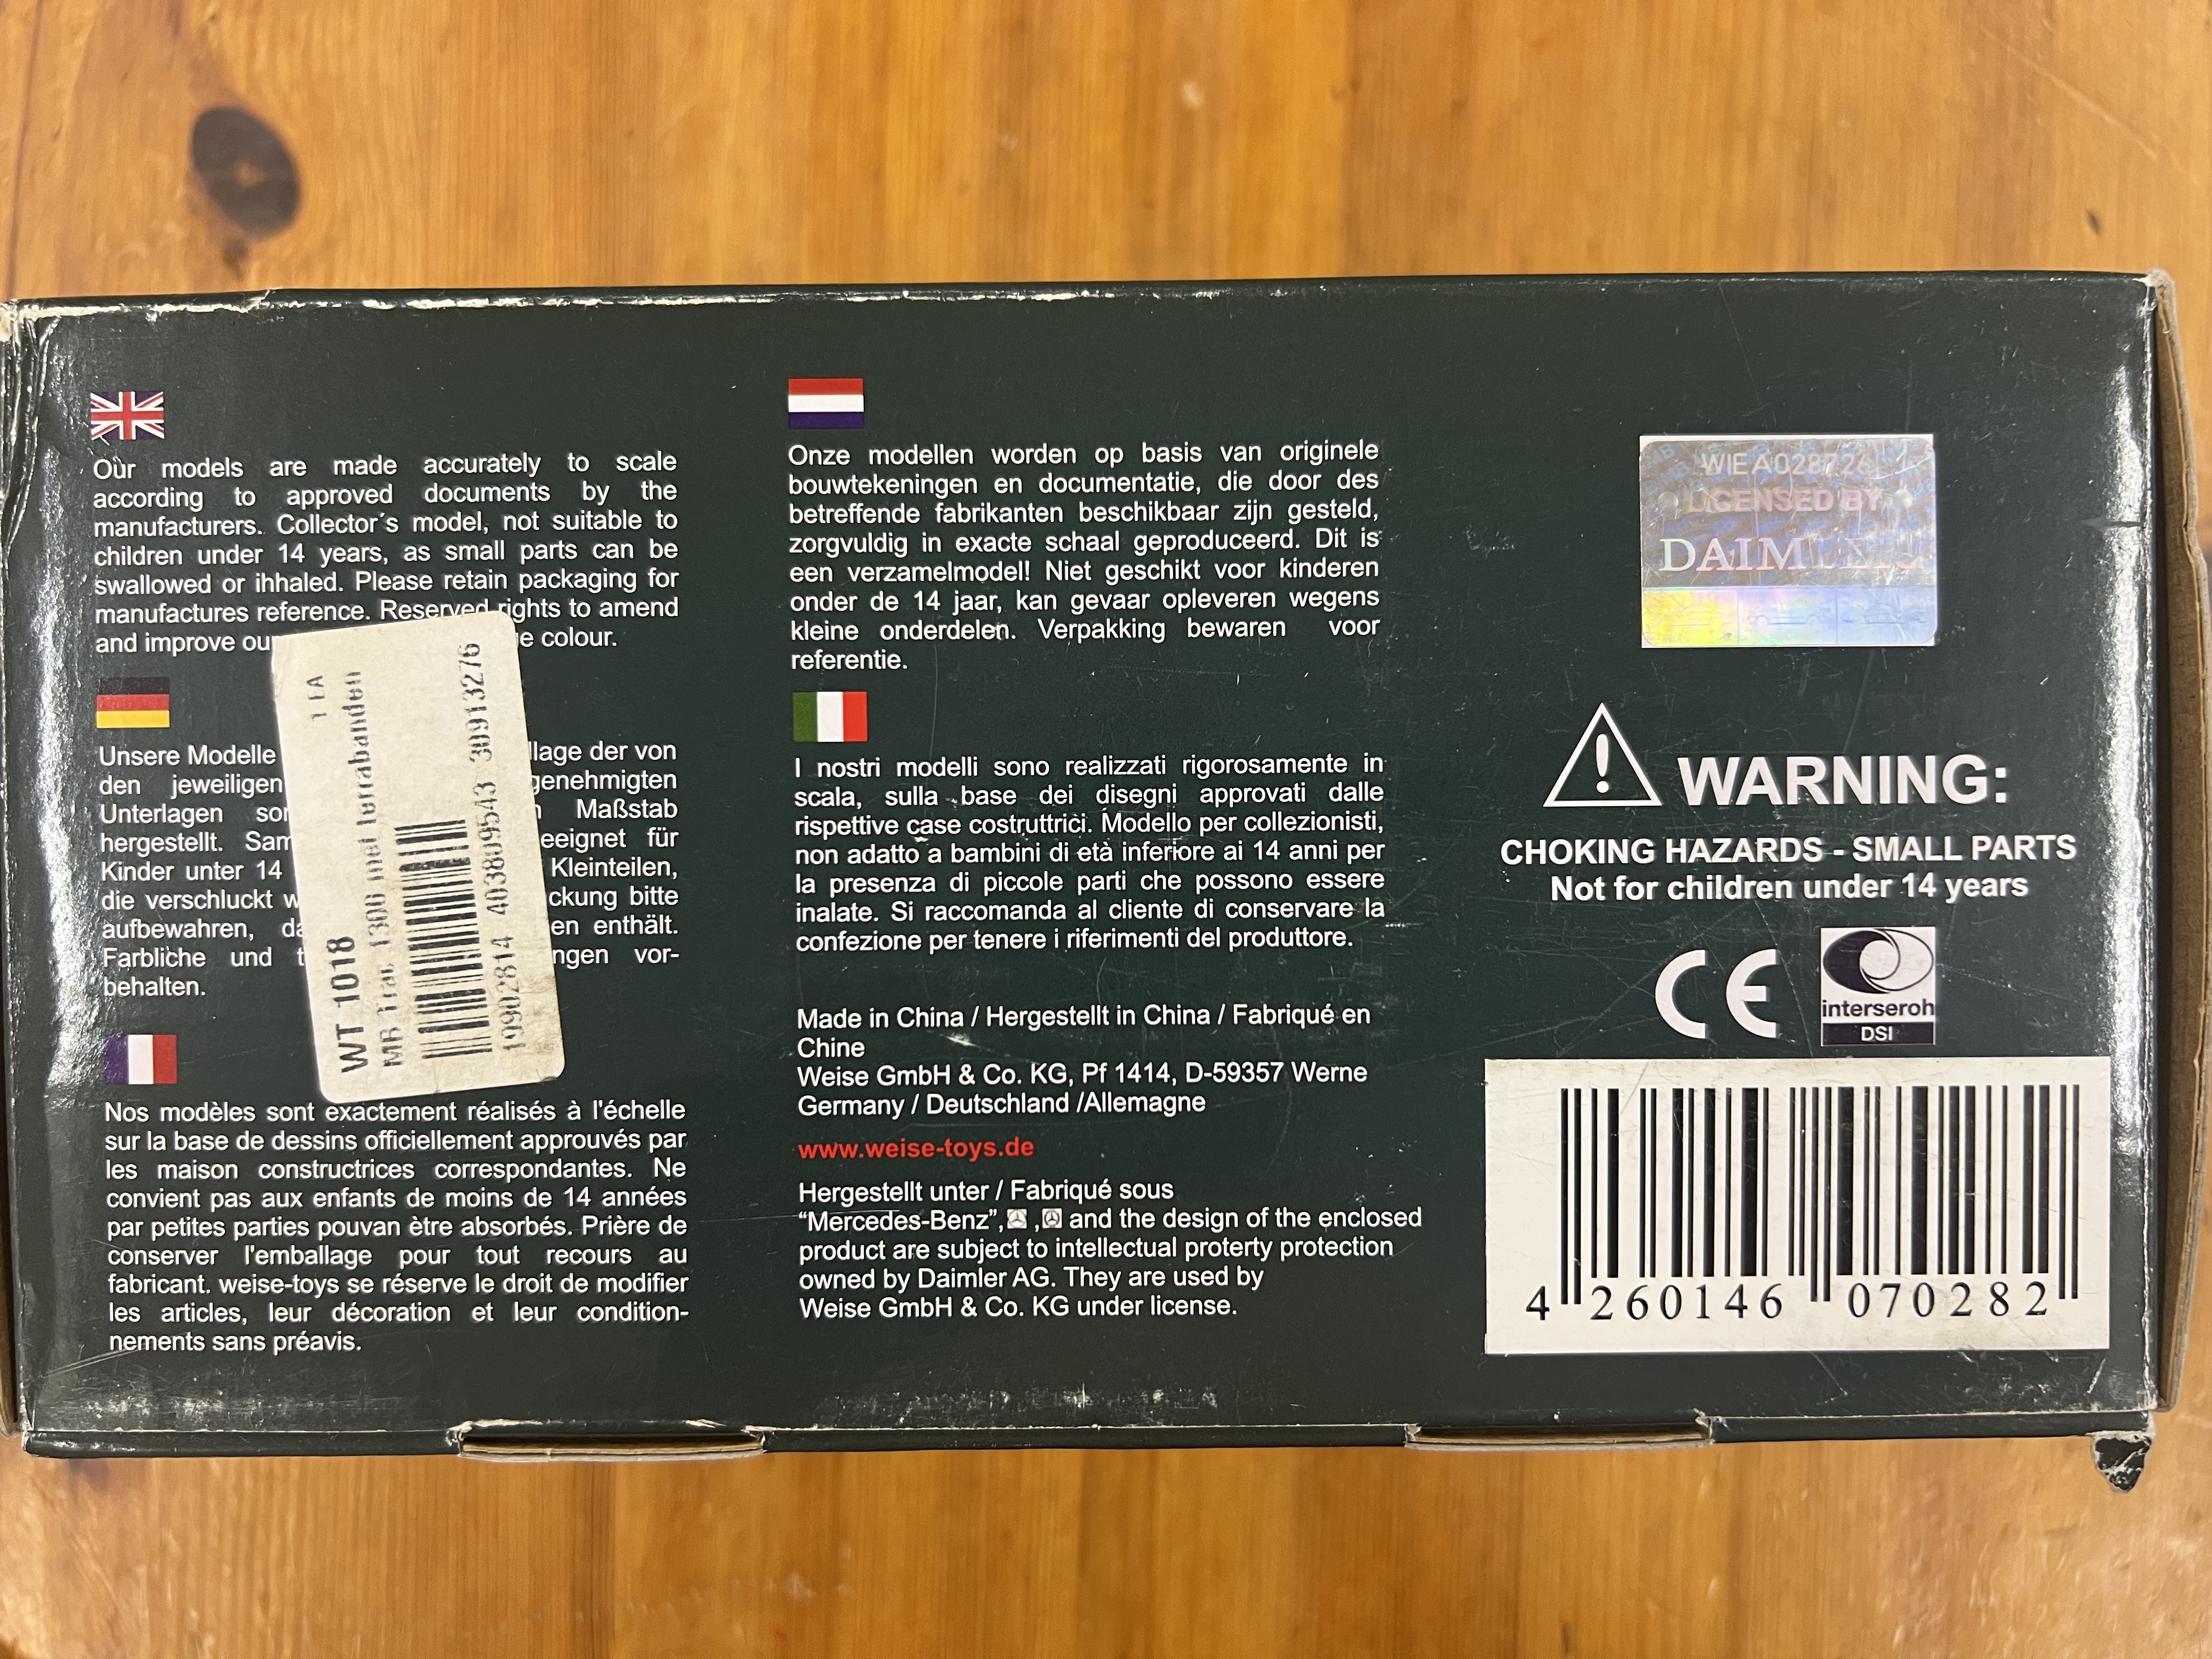 Our models are made accurately to scale
according to approved documents by the
manufacturers. Collector´s model, not suitable to
children under 14 years, as small parts can be
swallowed or ihhaled. Please retain packaging for
manufactures reference. Reserved rights to amend
and improve our colour.
Unsere Modelle der von
den jeweiligen genehmigten
Unterlagen Maßstab
hergestellt. für
Kinder unter 14 Kleinteilen,
die verschluckt bitte
aufbewahren, enthält.
Farbliche und vor-
behalten.
WT 1018 1 EA
MB Trac 1300 met terrabanden
10902814 4038809543 30913276
Nos modèles sont exactement réalisés à l'échelle
sur la base de dessins officiellement approuvés par
les maison constructrices correspondantes. Ne
convient pas aux enfants de moins de 14 années
par petites parties pouvan ètre absorbés. Prière de
conserver l'emballage pour tout recours au
fabricant. weise-toys se réserve le droit de modifier
les articles, leur décoration et leur condition-
nements sans préavis.
Onze modellen worden op basis van originele
bouwtekeningen en documentatie, die door des
betreffende fabrikanten beschikbaar zijn gesteld,
zorgvuldig in exacte schaal geproduceerd. Dit is
een verzamelmodel! Niet geschikt voor kinderen
onder de 14 jaar, kan gevaar opleveren wegens
kleine onderdelen. Verpakking bewaren voor
referentie.
I nostri modelli sono realizzati rigorosamente in
scala, sulla base dei disegni approvati dalle
rispettive case costruttrici. Modello per collezionisti,
non adatto a bambini di età inferiore ai 14 anni per
la presenza di piccole parti che possono essere
inalate. Si raccomanda al cliente di conservare la
confezione per tenere i riferimenti del produttore.
Made in China / Hergestellt in China / Fabriqué en
Chine
Weise GmbH & Co. KG, Pf 1414, D-59357 Werne
Germany / Deutschland /Allemagne
www.weise-toys.de
Hergestellt unter / Fabriqué sous
“Mercedes-Benz”, , and the design of the enclosed
product are subject to intellectual proterty protection
owned by Daimler AG. They are used by
Weise GmbH & Co. KG under license.
WIEA028726
LICENSED BY
DAIMLER
WARNING:
CHOKING HAZARDS - SMALL PARTS
Not for children under 14 years
CE
interseroh
DSI
4 260146 070282